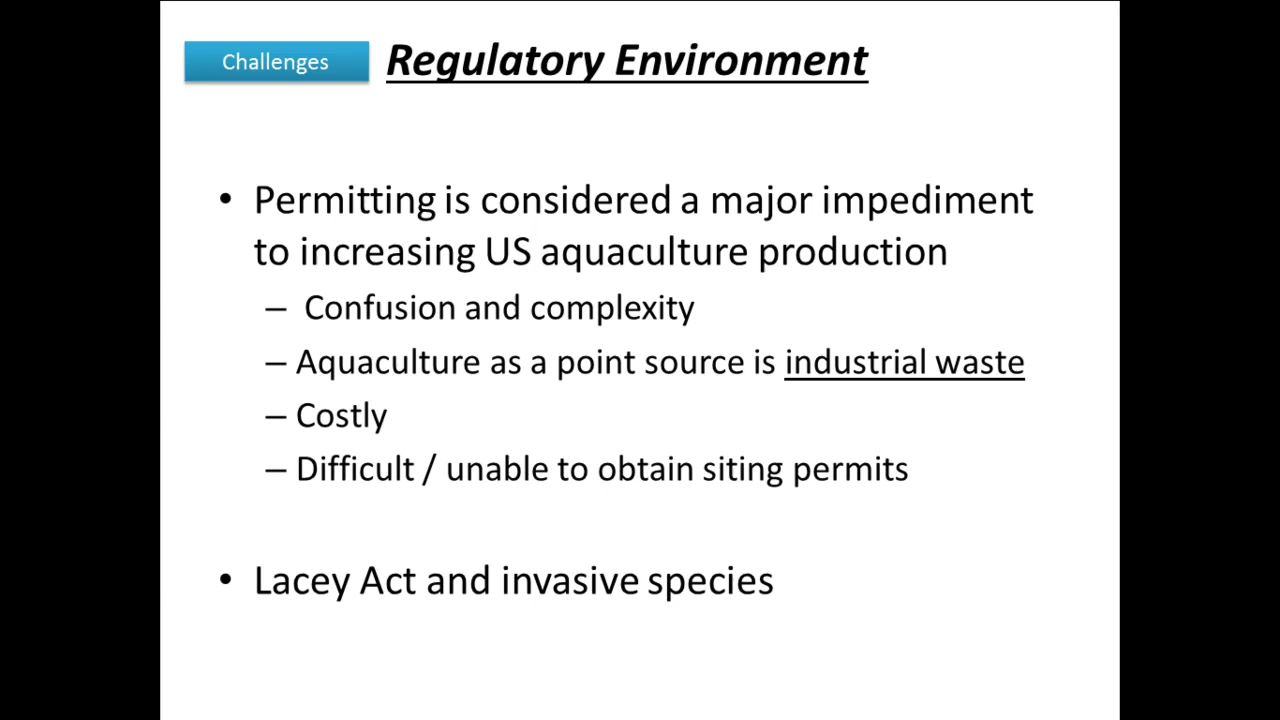 Challenges
Regulatory Environment
• Permitting is considered a major impediment
to increasing US aquaculture production
– Confusion and complexity
– Aquaculture as a point source is industrial waste
– Costly
– Difficult / unable to obtain siting permits
• Lacey Act and invasive species